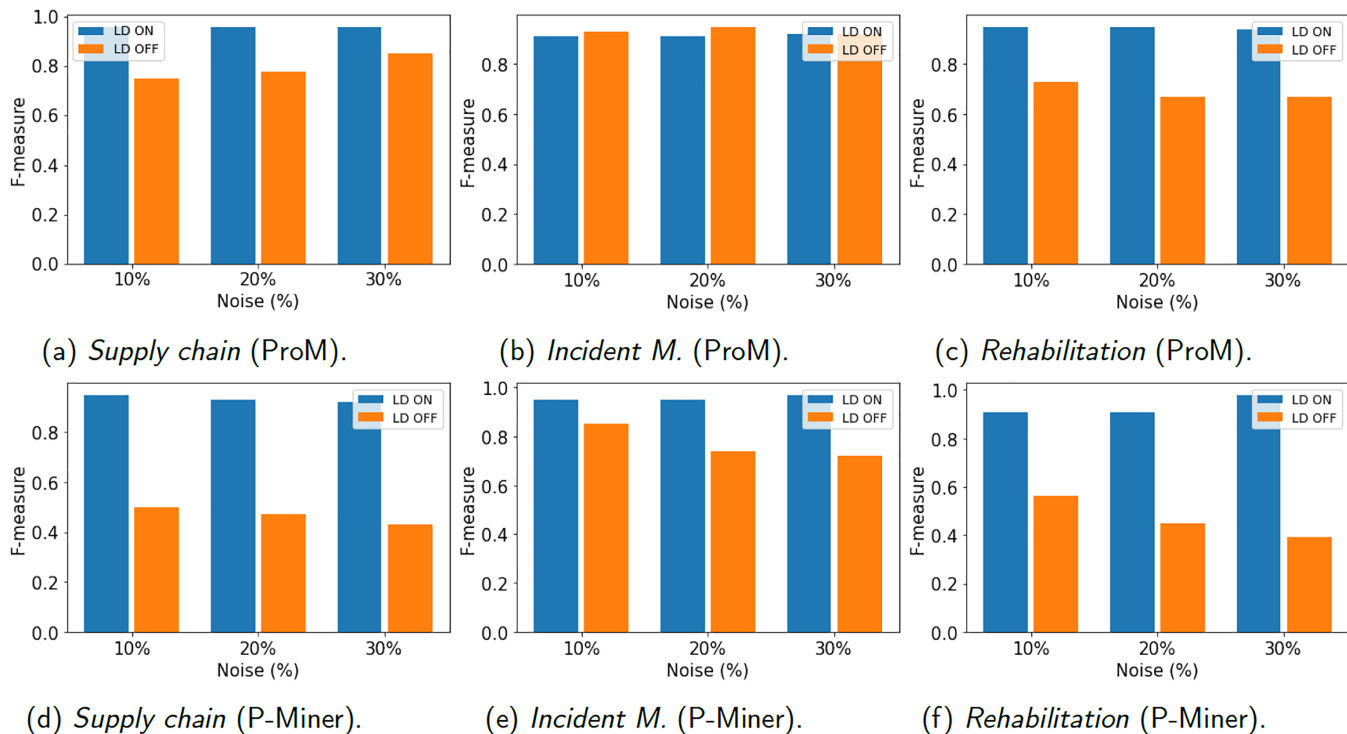 1.0
0.8
0.6
0.4
0.2
0.0
F-measure
LD ON
LD OFF
10%
20%
30%
Noise (%)
(a) Supply chain (ProM).
0.8
0.6
0.4
0.2
0.0
F-measure
LD ON
LD OFF
10%
20%
30%
Noise (%)
(b) Incident M. (ProM).
0.8
0.6
0.4
0.2
0.0
F-measure
LD ON
LD OFF
10%
20%
30%
Noise (%)
(c) Rehabilitation (ProM).
0.8
0.6
0.4
0.2
0.0
F-measure
LD ON
LD OFF
10%
20%
30%
Noise (%)
(d) Supply chain (P-Miner).
1.0
0.8
0.6
0.4
0.2
0.0
F-measure
LD ON
LD OFF
10%
20%
30%
Noise (%)
(e) Incident M. (P-Miner).
1.0
0.8
0.6
0.4
0.2
0.0
F-measure
LD ON
LD OFF
10%
20%
30%
Noise (%)
(f) Rehabilitation (P-Miner).